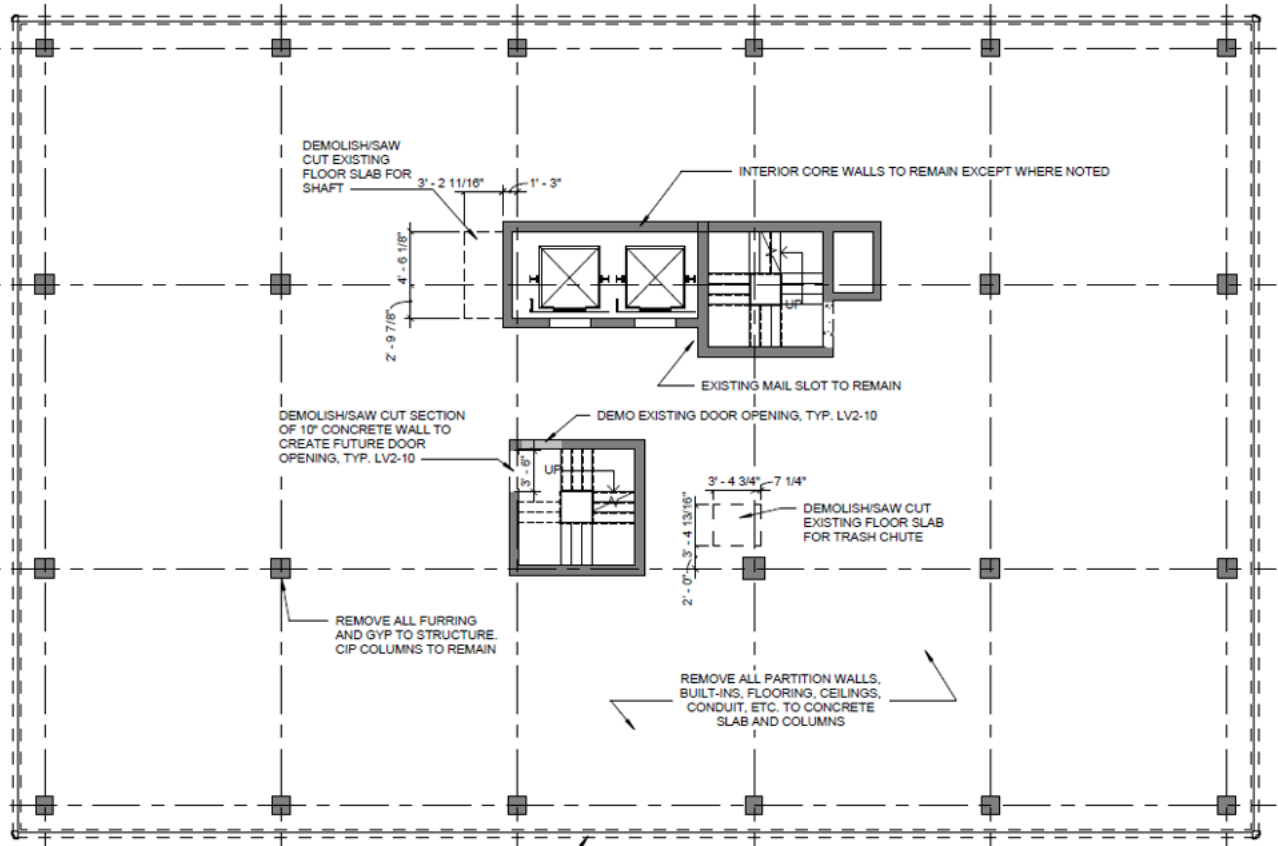 DEMOLISH/SAW
CUT EXISTING
FLOOR SLAB FOR
SHAFT
3' - 2 11/16"
1' - 3"
INTERIOR CORE WALLS TO REMAIN EXCEPT WHERE NOTED
4' - 6 1/8"
2' - 9 7/8"
UP
EXISTING MAIL SLOT TO REMAIN
DEMOLISH/SAW CUT SECTION
OF 10" CONCRETE WALL TO
CREATE FUTURE DOOR
OPENING, TYP. LV2-10
DEMO EXISTING DOOR OPENING, TYP. LV2-10
3' - 6"
UP
3' - 4 3/4"
7 1/4"
3' - 4 13/16"
2' - 0"
DEMOLISH/SAW CUT
EXISTING FLOOR SLAB
FOR TRASH CHUTE
REMOVE ALL FURRING
AND GYP TO STRUCTURE.
CIP COLUMNS TO REMAIN
REMOVE ALL PARTITION WALLS,
BUILT-INS, FLOORING, CEILINGS,
CONDUIT, ETC. TO CONCRETE
SLAB AND COLUMNS